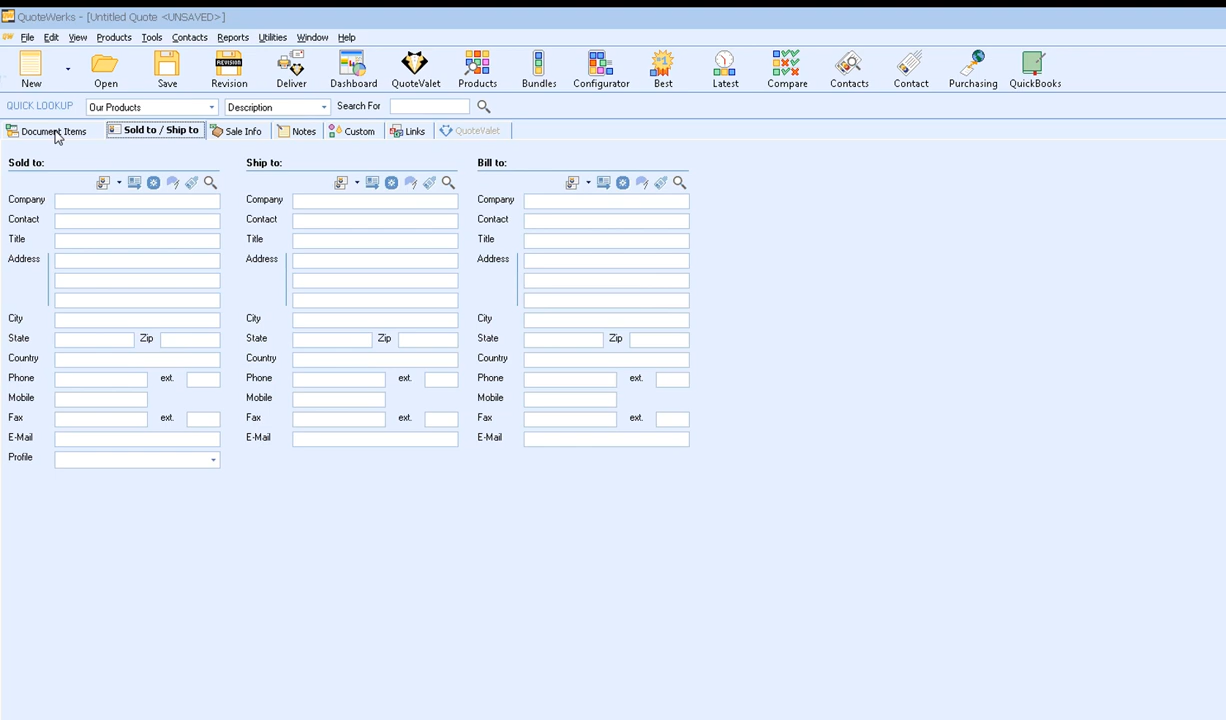 QuoteWerks - [Untitled Quote <UNSAVED>]
File Edit View Products Tools Contacts Reports Utilities Window Help
New Open Save Revision Deliver Dashboard QuoteValet Products Bundles Configurator Best Latest Compare Contacts Contact Purchasing QuickBooks
QUICK LOOKUP Our Products Description Search For
Document Items Sold to / Ship to Sale Info Notes Custom Links QuoteValet
Sold to: Ship to: Bill to:
Company Company Company
Contact Contact Contact
Title Title Title
Address Address Address
City City City
State Zip State Zip State Zip
Country Country Country
Phone ext. Phone ext. Phone ext.
Mobile Mobile Mobile
Fax ext. Fax ext. Fax ext.
E-Mail E-Mail E-Mail
Profile